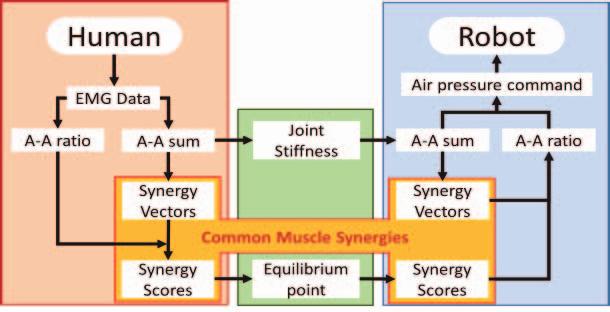 Human
Robot
EMG Data
Air pressure command
A-A ratio
A-A sum
Joint
Stiffness
A-A sum
A-A ratio
Synergy
Vectors
Synergy
Vectors
Common Muscle Synergies
Synergy
Scores
Equilibrium
point
Synergy
Scores